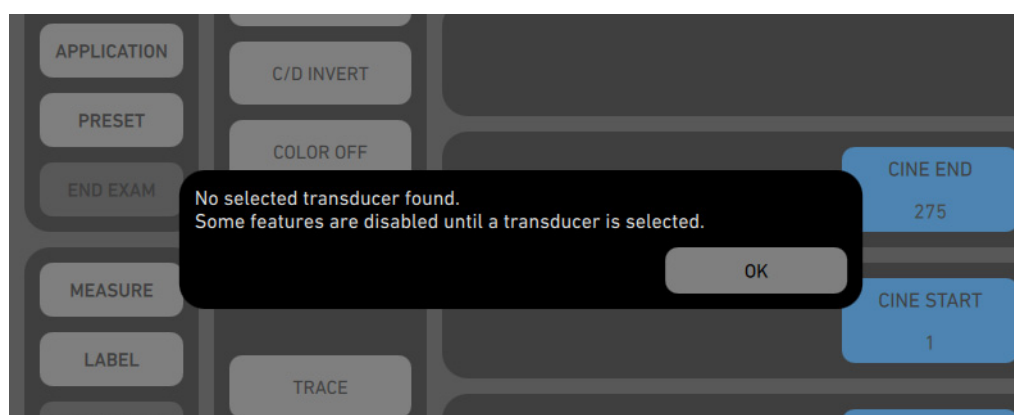 APPLICATION
PRESET
END EXAM
MEASURE
LABEL
C/D INVERT
COLOR OFF
TRACE
No selected transducer found.
Some features are disabled until a transducer is selected.
OK
CINE END
275
CINE START
1